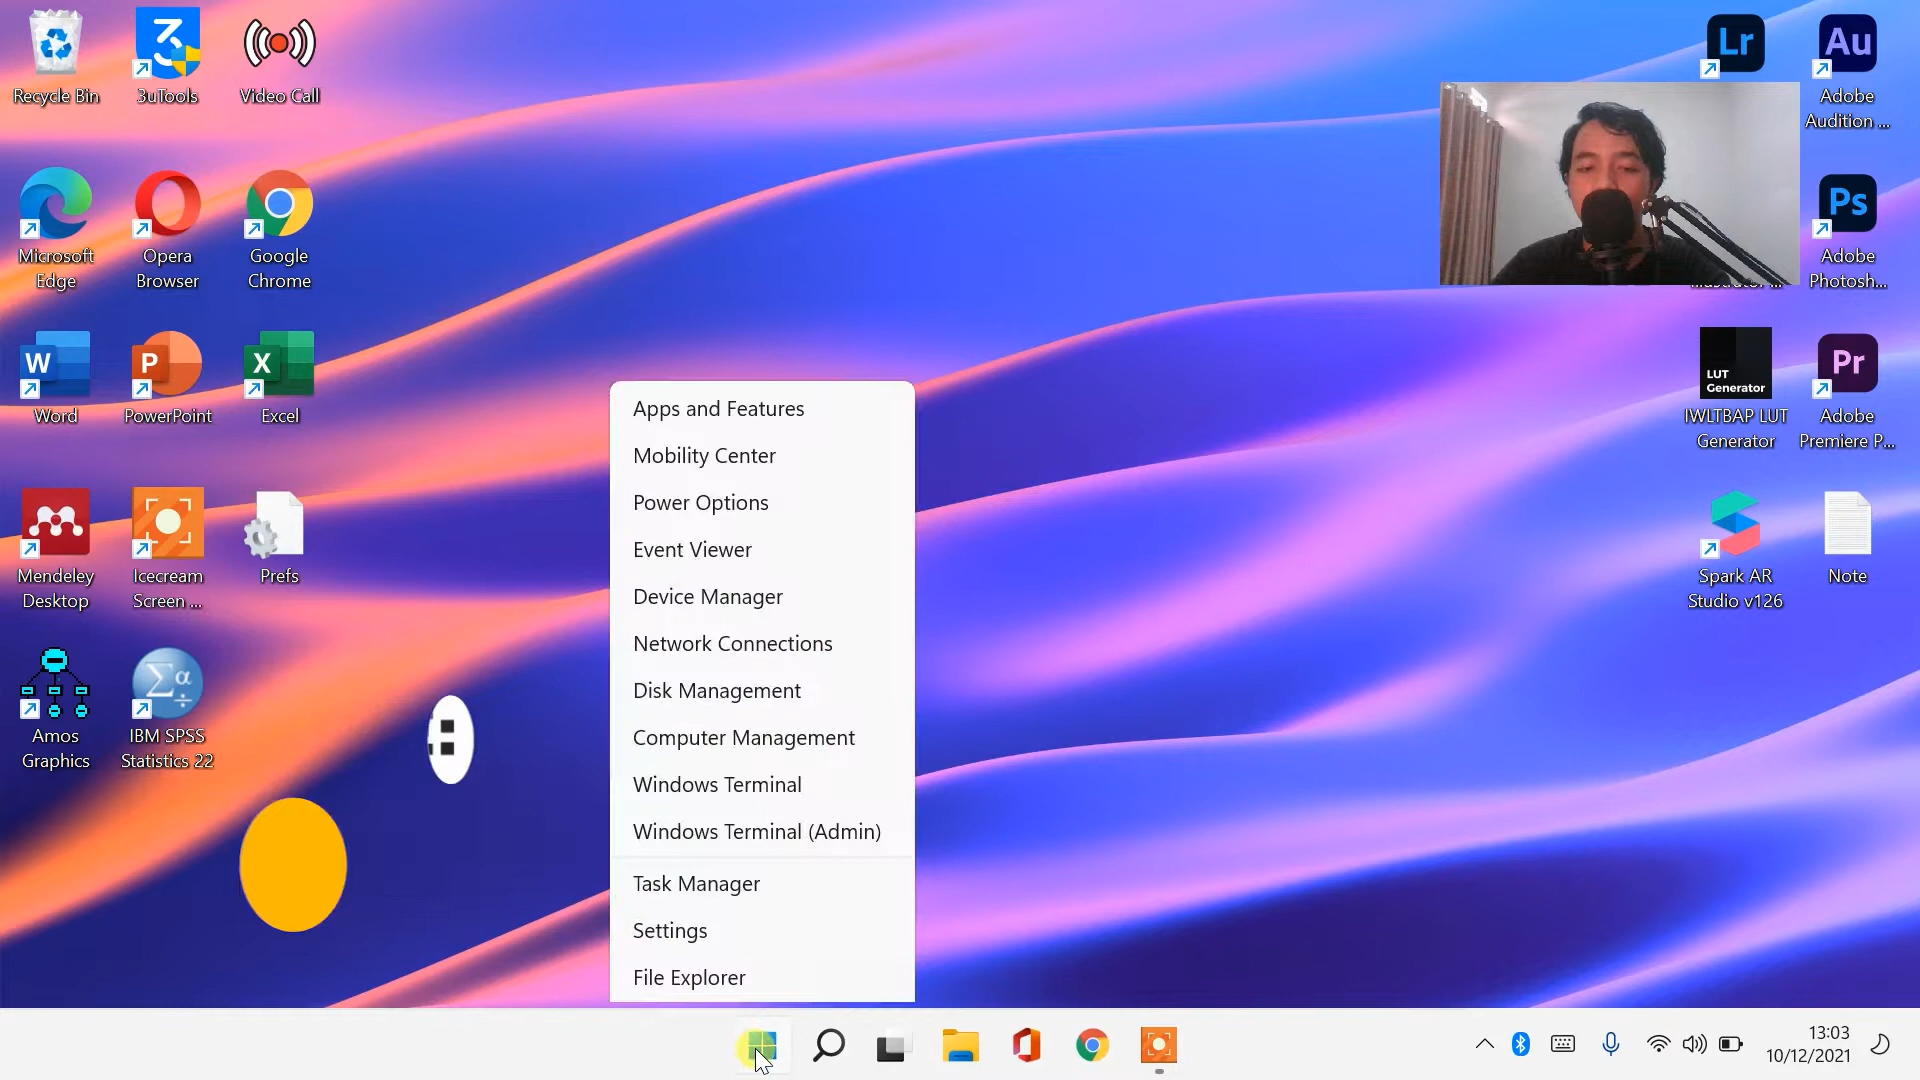 Recycle Bin
3uTools
Video Call
Lr
Au
Adobe
Audition ...
Microsoft
Edge
Opera
Browser
Google
Chrome
Ps
Adobe
Photosh...
W
Word
P
PowerPoint
X
Excel
LUT
Generator
IWLTBAP LUT
Generator
Pr
Adobe
Premiere P...
Mendeley
Desktop
Icecream
Screen ...
Prefs
Spark AR
Studio v126
Note
Amos
Graphics
Σα
÷
IBM SPSS
Statistics 22
Apps and Features
Mobility Center
Power Options
Event Viewer
Device Manager
Network Connections
Disk Management
Computer Management
Windows Terminal
Windows Terminal (Admin)
Task Manager
Settings
File Explorer
13:03
10/12/2021